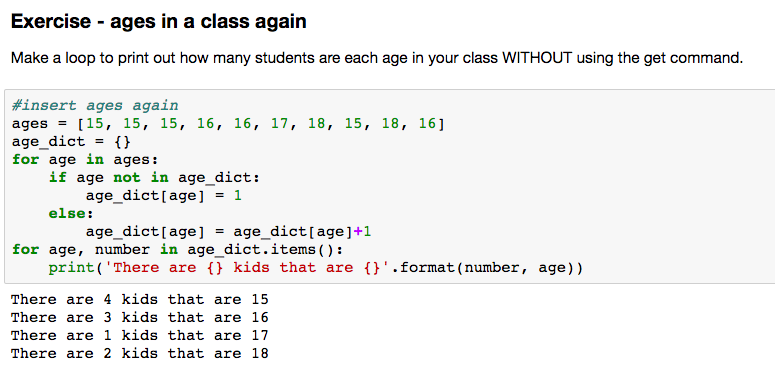 Exercise - ages in a class again
Make a loop to print out how many students are each age in your class WITHOUT using the get command.
#insert ages again
ages = [15, 15, 15, 16, 16, 17, 18, 15, 18, 16]
age_dict = {}
for age in ages:
    if age not in age_dict:
        age_dict[age] = 1
    else:
        age_dict[age] = age_dict[age]+1
for age, number in age_dict.items():
    print('There are {} kids that are {}'.format(number, age))
There are 4 kids that are 15
There are 3 kids that are 16
There are 1 kids that are 17
There are 2 kids that are 18